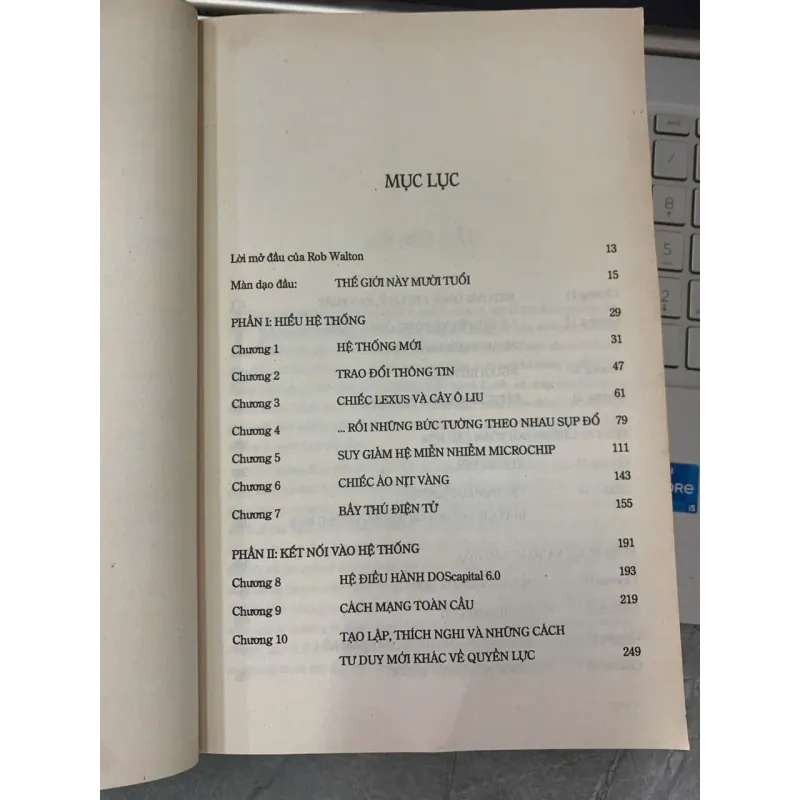 MỤC LỤC
Lời mở đầu của Rob Walton 13
Màn dạo đầu: THẾ GIỚI NÀY MƯỜI TUỔI 15
PHẦN I: HIỂU HỆ THỐNG 29
Chương 1 HỆ THỐNG MỚI 31
Chương 2 TRAO ĐỔI THÔNG TIN 47
Chương 3 CHIẾC LEXUS VÀ CÂY Ô LIU 61
Chương 4 ... RỒI NHỮNG BỨC TƯỜNG THEO NHAU SỤP ĐỔ 79
Chương 5 SUY GIẢM HỆ MIỄN NHIỄM MICROCHIP 111
Chương 6 CHIẾC ÁO NỊT VÀNG 143
Chương 7 BẦY THÚ ĐIỆN TỬ 155
PHẦN II: KẾT NỐI VÀO HỆ THỐNG 191
Chương 8 HỆ ĐIỀU HÀNH DOScapital 6.0 193
Chương 9 CÁCH MẠNG TOÀN CẦU 219
Chương 10 TẠO LẬP, THÍCH NGHI VÀ NHỮNG CÁCH
TƯ DUY MỚI KHÁC VỀ QUYỀN LỰC 249
8
5
2
i5